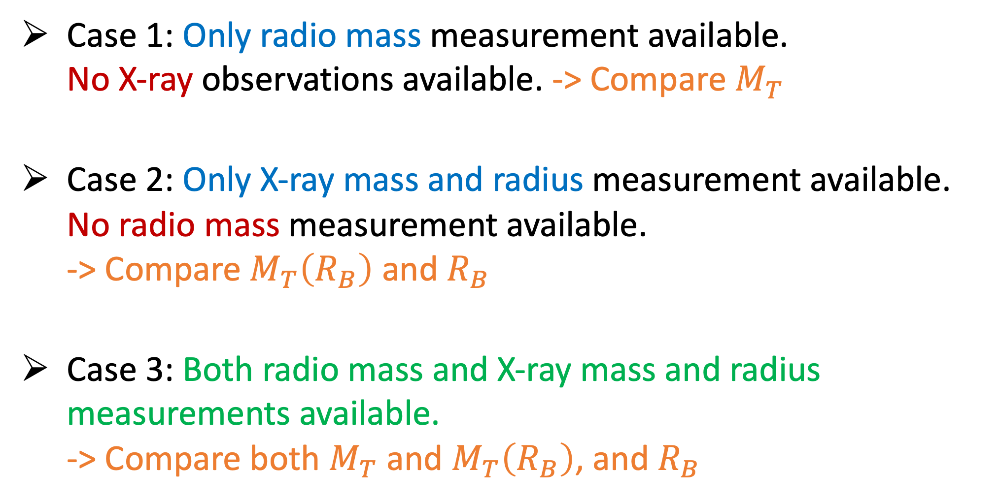 ➢ Case 1: Only radio mass measurement available.
No X-ray observations available. -> Compare M_T
➢ Case 2: Only X-ray mass and radius measurement available.
No radio mass measurement available.
-> Compare M_T(R_B) and R_B
➢ Case 3: Both radio mass and X-ray mass and radius
measurements available.
-> Compare both M_T and M_T(R_B), and R_B